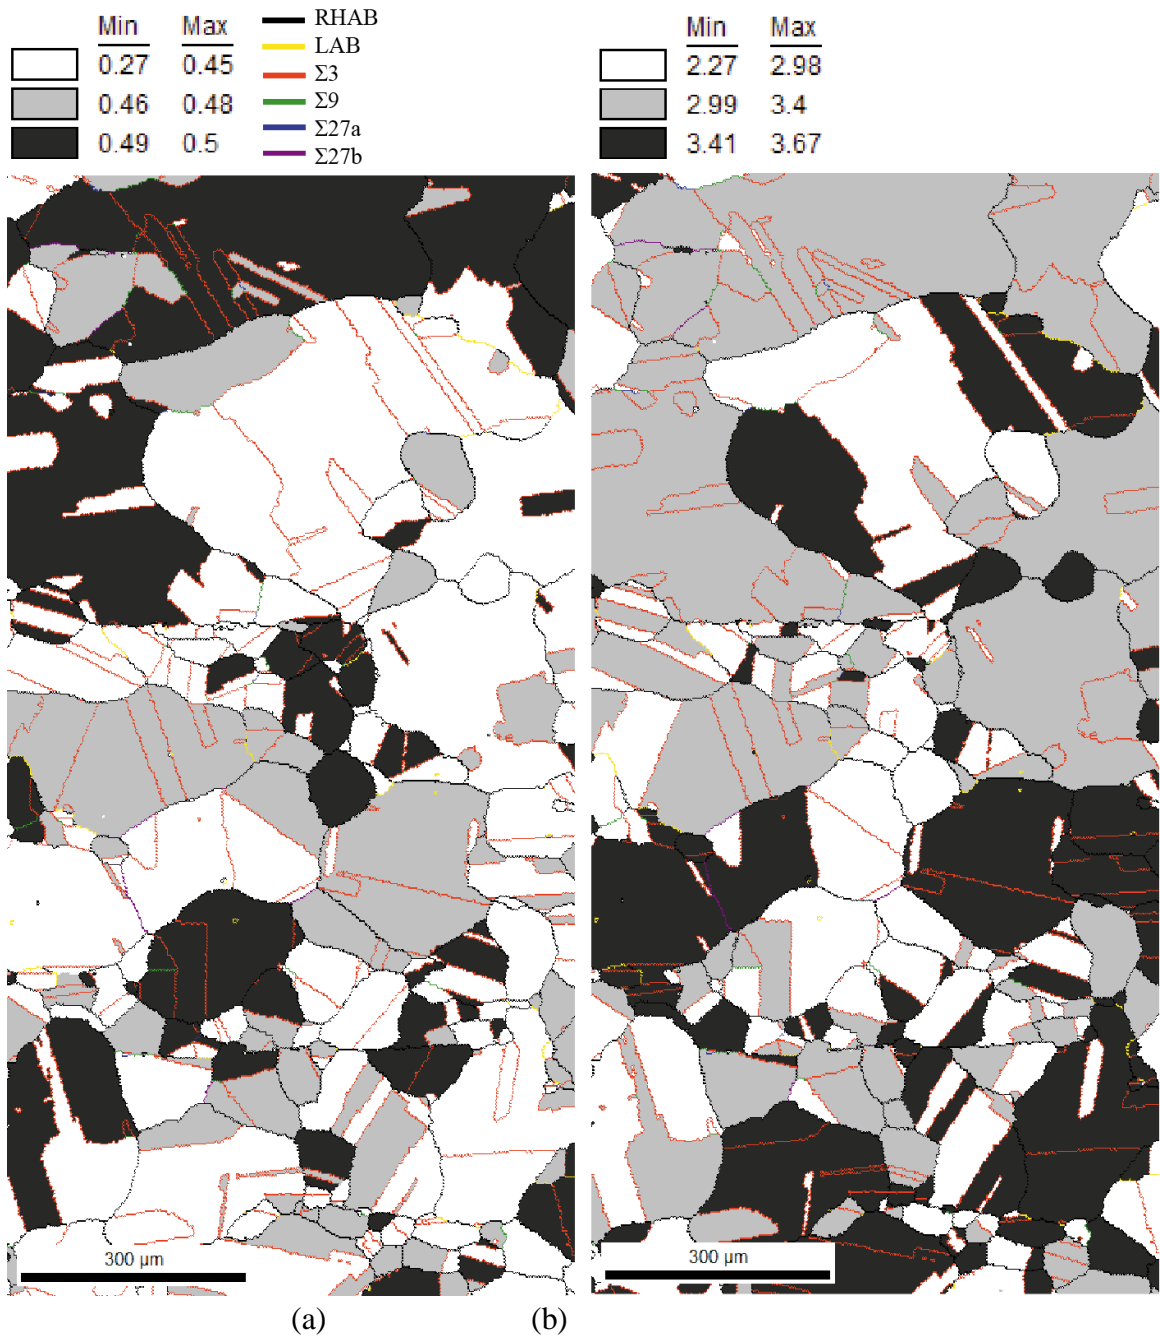 Min Max
0.27 0.45
0.46 0.48
0.49 0.5
RHAB
LAB
Σ3
Σ9
Σ27a
Σ27b
Min Max
2.27 2.98
2.99 3.4
3.41 3.67
300 µm
300 µm
(a) (b)